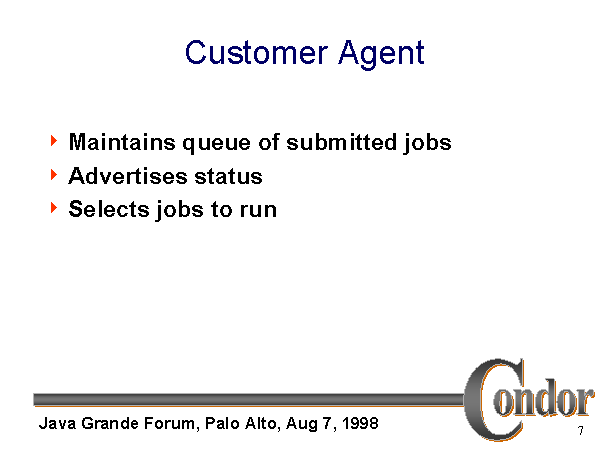 Customer Agent
Maintains queue of submitted jobs
Advertises status
Selects jobs to run
Condor
Java Grande Forum, Palo Alto, Aug 7, 1998
7